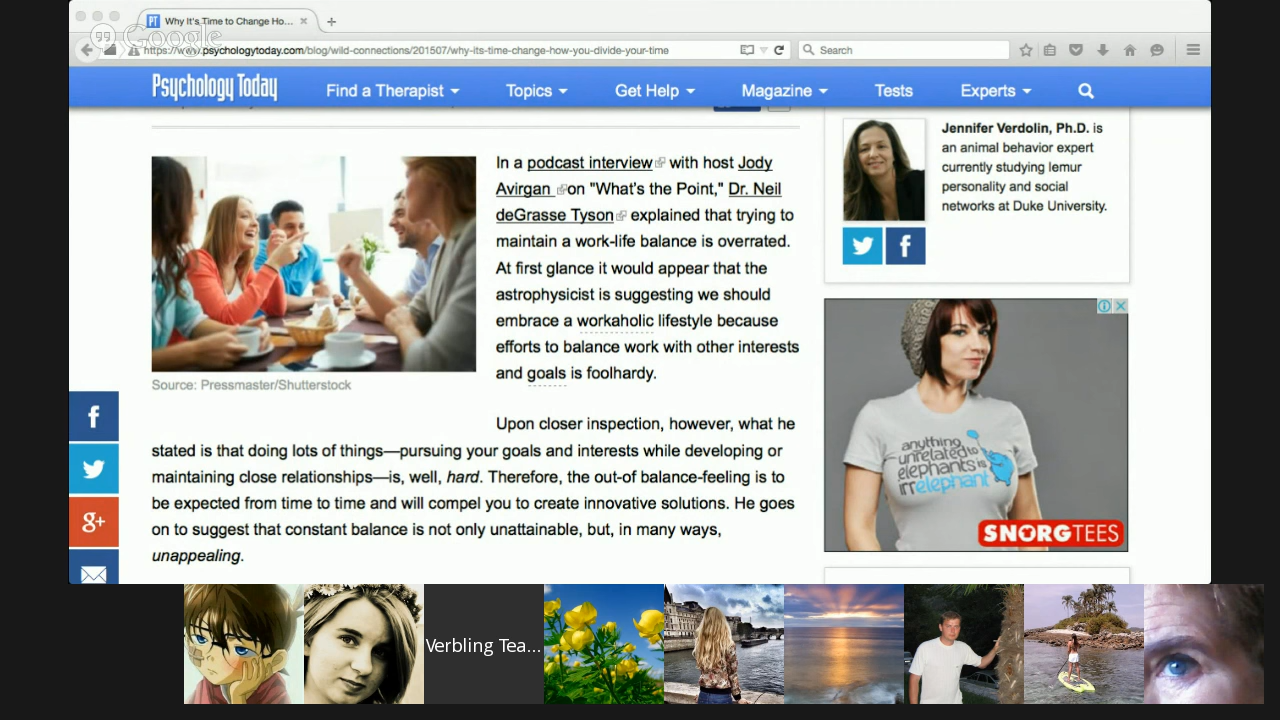 PT Why It's Time to Change Ho...
Google
https://www.psychologytoday.com/blog/wild-connections/201507/why-its-time-change-how-you-divide-your-time
Search
Psychology Today
Find a Therapist
Topics
Get Help
Magazine
Tests
Experts
In a podcast interview with host Jody
Avirgan on "What's the Point," Dr. Neil
deGrasse Tyson explained that trying to
maintain a work-life balance is overrated.
At first glance it would appear that the
astrophysicist is suggesting we should
embrace a workaholic lifestyle because
efforts to balance work with other interests
and goals is foolhardy.
Source: Pressmaster/Shutterstock
Upon closer inspection, however, what he
stated is that doing lots of things—pursuing your goals and interests while developing or
maintaining close relationships—is, well, hard. Therefore, the out-of balance-feeling is to
be expected from time to time and will compel you to create innovative solutions. He goes
on to suggest that constant balance is not only unattainable, but, in many ways,
unappealing.
Jennifer Verdolin, Ph.D. is
an animal behavior expert
currently studying lemur
personality and social
networks at Duke University.
anything
unrelated to
elephants is
irrelephant
SNORGTEES
f
g+
f
Verbling Tea...